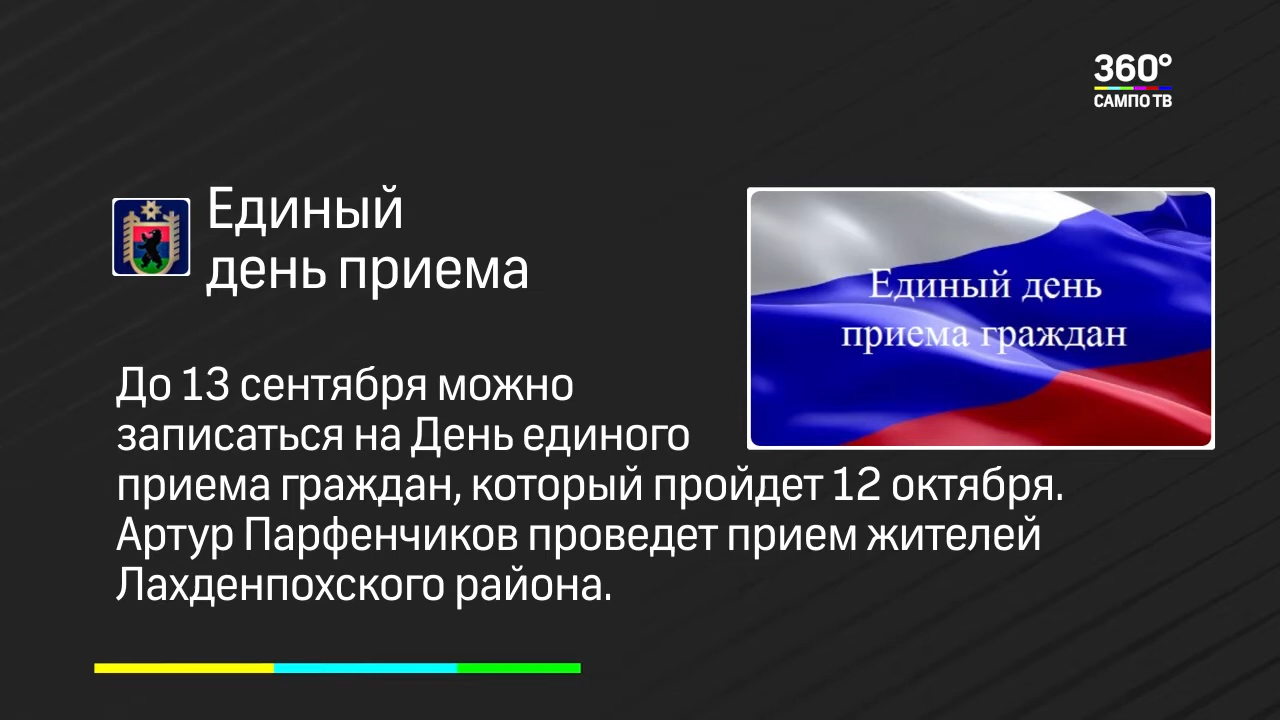 360°
САМПО ТВ
Единый
день приема
Единый день
приема граждан
До 13 сентября можно
записаться на День единого
приема граждан, который пройдет 12 октября.
Артур Парфенчиков проведет прием жителей
Лахденпохского района.